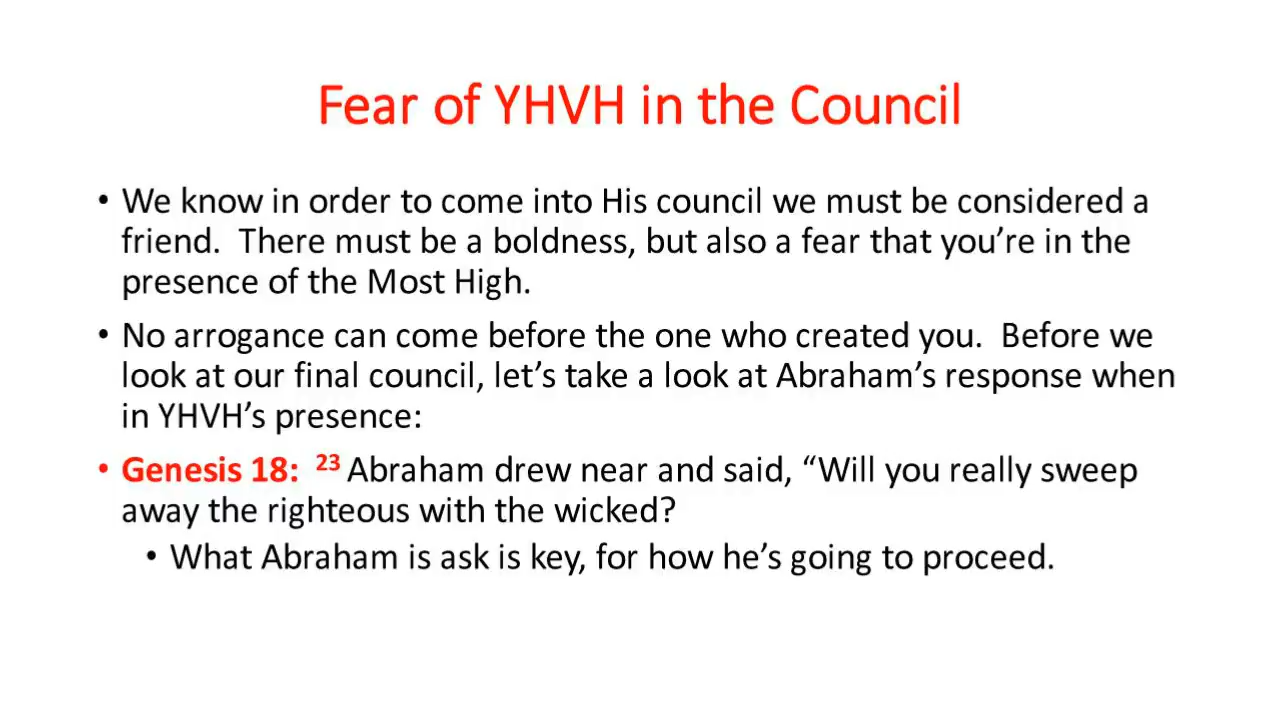 Fear of YHVH in the Council
• We know in order to come into His council we must be considered a
friend.  There must be a boldness, but also a fear that you’re in the
presence of the Most High.
• No arrogance can come before the one who created you.  Before we
look at our final council, let’s take a look at Abraham’s response when
in YHVH’s presence:
• Genesis 18:  23 Abraham drew near and said, “Will you really sweep
away the righteous with the wicked?
• What Abraham is ask is key, for how he’s going to proceed.